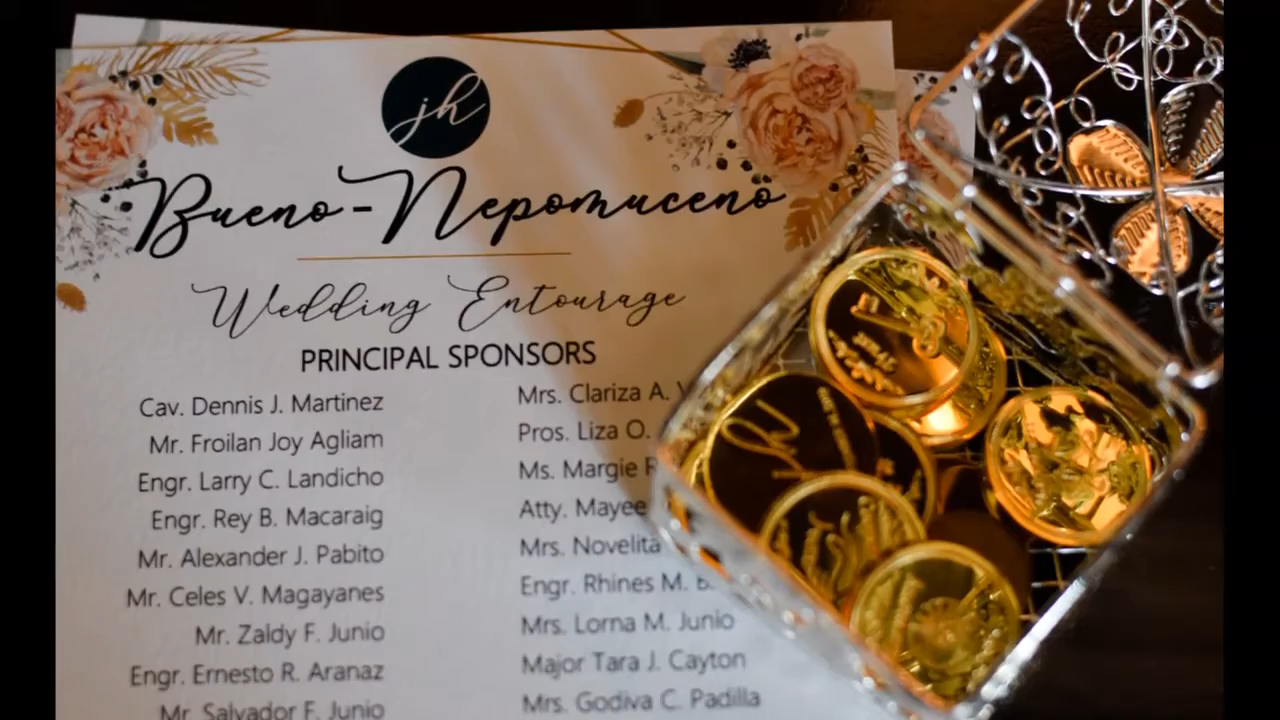 jh
Bueno-Nepomuceno
Wedding Entourage
PRINCIPAL SPONSORS
Cav. Dennis J. Martinez
Mr. Froilan Joy Agliam
Engr. Larry C. Landicho
Engr. Rey B. Macaraig
Mr. Alexander J. Pabito
Mr. Celes V. Magayanes
Mr. Zaldy F. Junio
Engr. Ernesto R. Aranaz
Mr. Salvador F. Junio
Mrs. Clariza A.
Pros. Liza O.
Ms. Margie
Atty. Mayee
Mrs. Novelita
Engr. Rhines M.
Mrs. Lorna M. Junio
Major Tara J. Cayton
Mrs. Godiva C. Padilla
jh